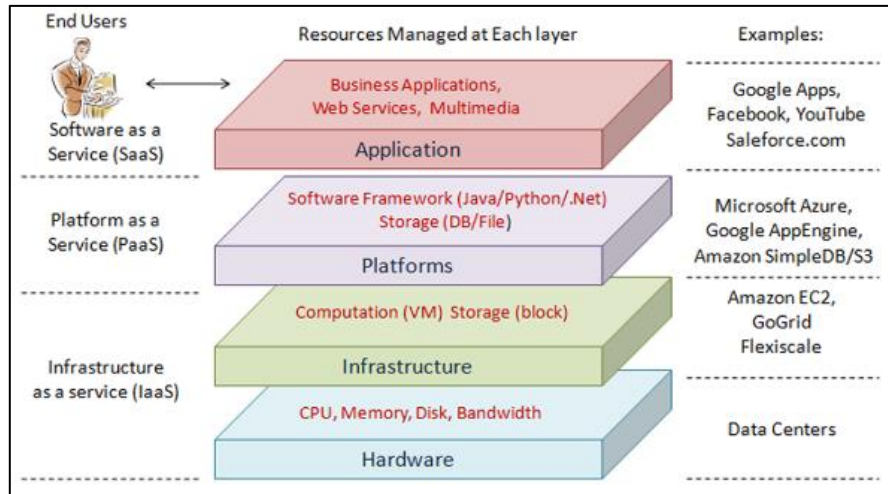 End Users
Resources Managed at Each layer
Examples:
Business Applications,
Web Services, Multimedia
Application
Software as a
Service (SaaS)
Google Apps,
Facebook, YouTube
Saleforce.com
Software Framework (Java/Python/.Net)
Storage (DB/File)
Platforms
Platform as a
Service (PaaS)
Microsoft Azure,
Google AppEngine,
Amazon SimpleDB/S3
Computation (VM) Storage (block)
Infrastructure
Amazon EC2,
GoGrid
Flexiscale
Infrastructure
as a service (IaaS)
CPU, Memory, Disk, Bandwidth
Hardware
Data Centers